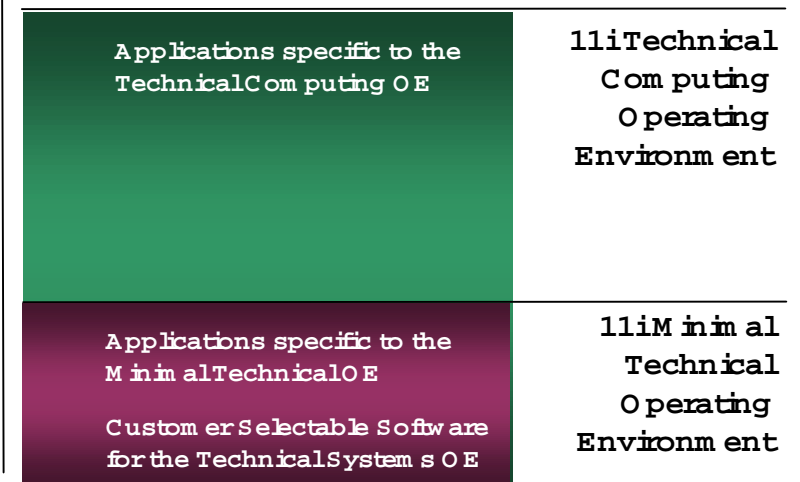 Applications specific to the
Technical Computing OE
11i Technical
Computing
Operating
Environment
Applications specific to the
Minimal Technical OE
Customer Selectable Software
for the Technical Systems OE
11i Minimal
Technical
Operating
Environment